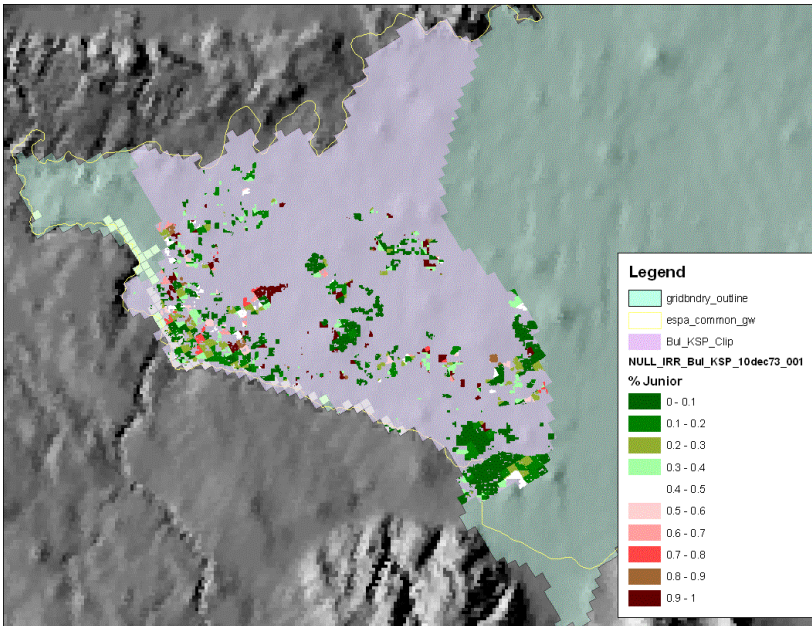 Legend
gridbndry_outline
espa_common_gw
Bul_KSP_Clip
NULL_IRR_Bul_KSP_10dec73_001
% Junior
0 - 0.1
0.1 - 0.2
0.2 - 0.3
0.3 - 0.4
0.4 - 0.5
0.5 - 0.6
0.6 - 0.7
0.7 - 0.8
0.8 - 0.9
0.9 - 1